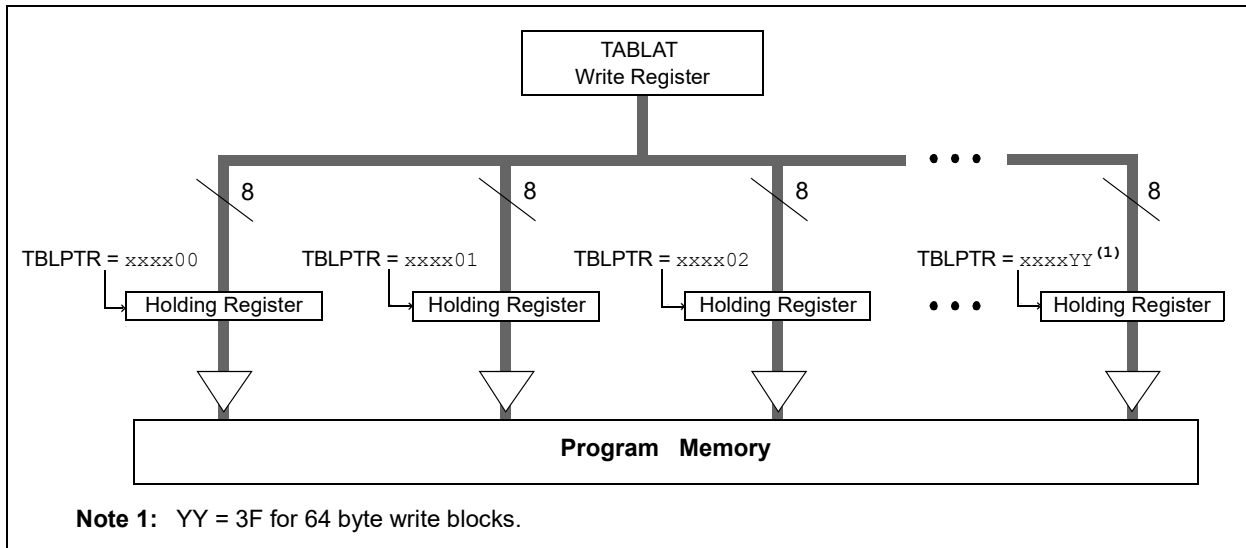 TABLAT
Write Register
8
8
8
8
TBLPTR = xxxx00
TBLPTR = xxxx01
TBLPTR = xxxx02
TBLPTR = xxxxYY(1)
Holding Register
Holding Register
Holding Register
Holding Register
Program Memory
Note 1: YY = 3F for 64 byte write blocks.